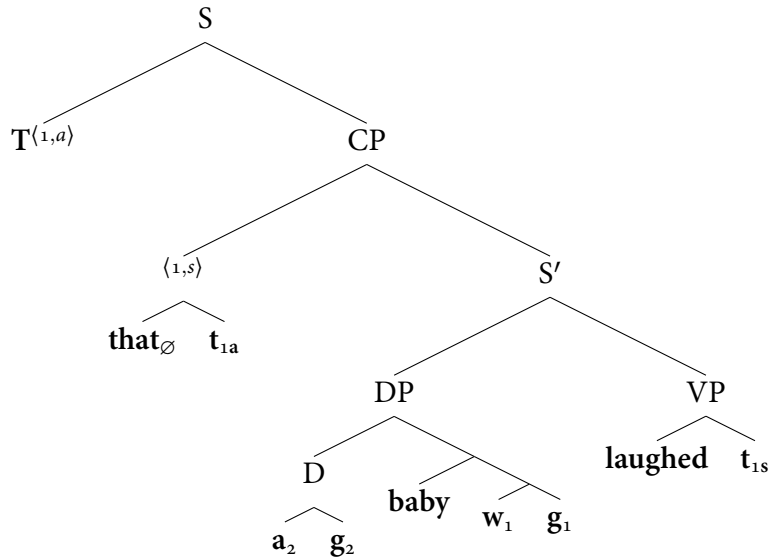 S
T⟨1,a⟩ CP
⟨1,s⟩ S′
that∅ t1a DP VP
D baby w1 g1 laughed t1s
a2 g2